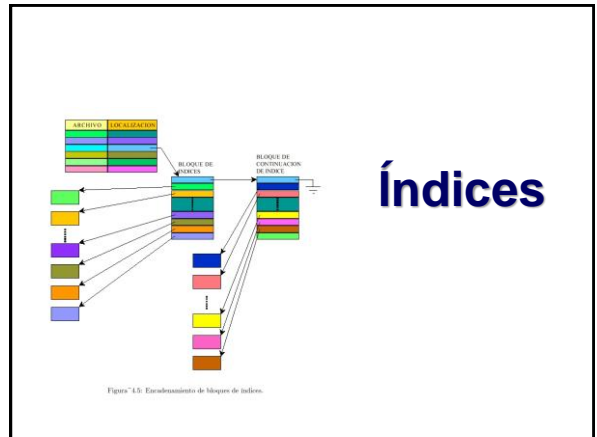 ARCHIVO LOCALIZACION
BLOQUE DE
INDICES
BLOQUE DE
CONTINUACION
DE INDICE
Índices
Figura~4.5: Encadenamiento de bloques de índices.